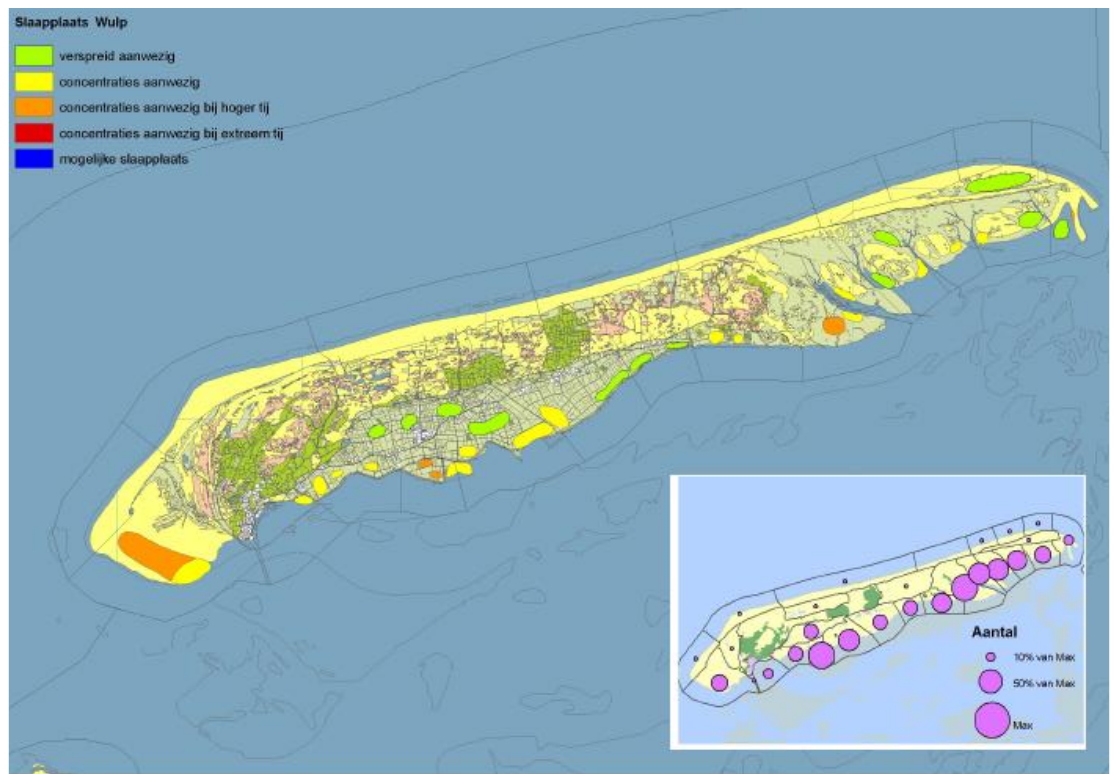 Slaapplaats Wulp
verspreid aanwezig
concentraties aanwezig
concentraties aanwezig bij hoger tij
concentraties aanwezig bij extreem tij
mogelijke slaapplaats
Aantal
10% van Max
50% van Max
Max